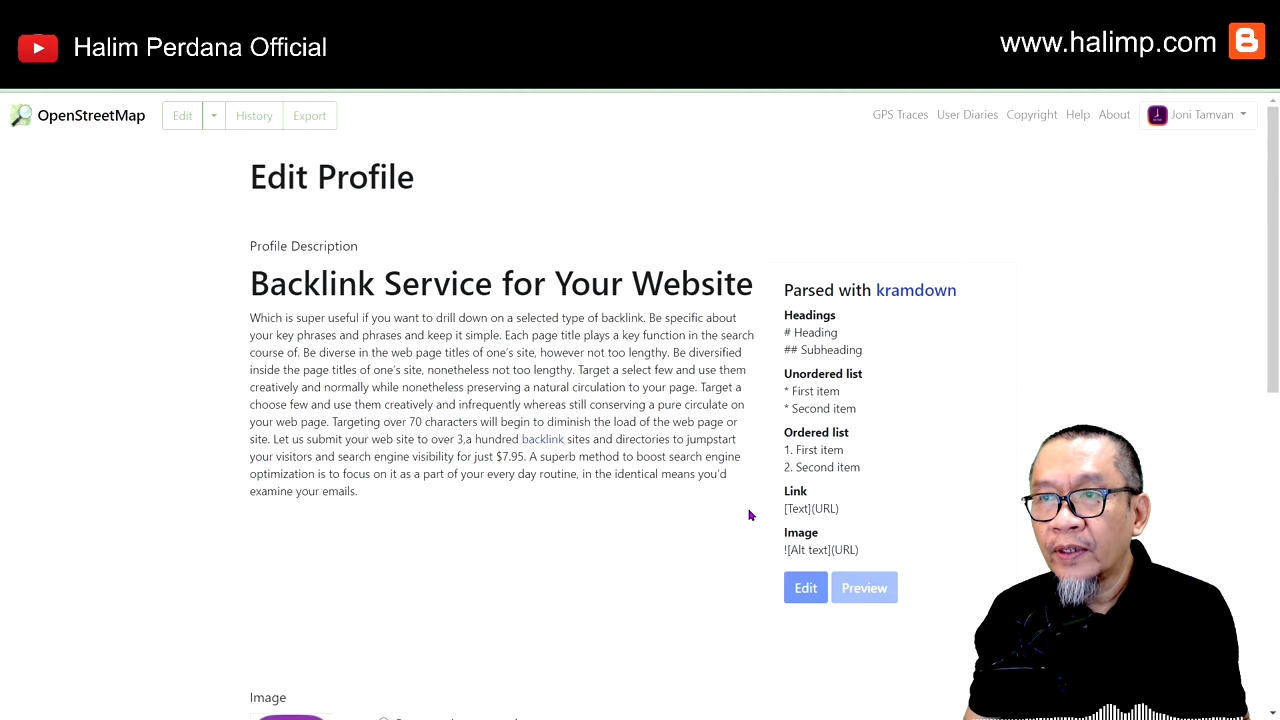 Halim Perdana Official
www.halimp.com
OpenStreetMap
Edit
History
Export
GPS Traces
User Diaries
Copyright
Help
About
Joni Tamvan
Edit Profile
Profile Description
Backlink Service for Your Website
Which is super useful if you want to drill down on a selected type of backlink. Be specific about
your key phrases and phrases and keep it simple. Each page title plays a key function in the search
course of. Be diverse in the web page titles of one's site, however not too lengthy. Be diversified
inside the page titles of one's site, nonetheless not too lengthy. Target a select few and use them
creatively and normally while nonetheless preserving a natural circulation to your page. Target a
choose few and use them creatively and infrequently whereas still conserving a pure circulate on
your web page. Targeting over 70 characters will begin to diminish the load of the web page or
site. Let us submit your web site to over 3,a hundred backlink sites and directories to jumpstart
your visitors and search engine visibility for just $7.95. A superb method to boost search engine
optimization is to focus on it as a part of your every day routine, in the identical means you'd
examine your emails.
Parsed with kramdown
Headings
# Heading
## Subheading
Unordered list
* First item
* Second item
Ordered list
1. First item
2. Second item
Link
[Text](URL)
Image
![Alt text](URL)
Edit
Preview
Image